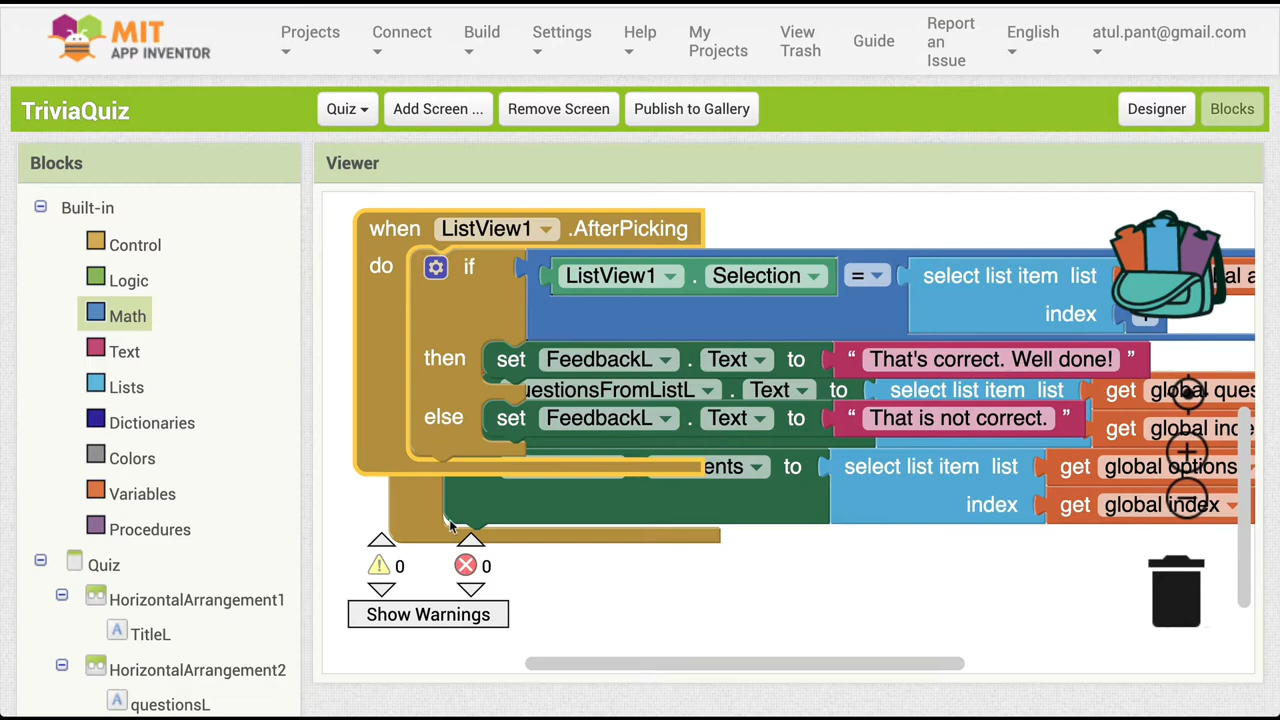 MIT
APP INVENTOR
Projects
Connect
Build
Settings
Help
My Projects
View Trash
Guide
Report an Issue
English
atul.pant@gmail.com
TriviaQuiz
Quiz
Add Screen ...
Remove Screen
Publish to Gallery
Designer
Blocks
Blocks
Viewer
Built-in
Control
Logic
Math
Text
Lists
Dictionaries
Colors
Variables
Procedures
Quiz
HorizontalArrangement1
TitleL
HorizontalArrangement2
questionsL
when ListView1 .AfterPicking
do if ListView1 . Selection = select list item list
index
then set FeedbackL . Text to “ That's correct. Well done! ”
uestionsFromListL . Text to select list item list get global ques
else set FeedbackL . Text to “ That is not correct. ” get global inde
ents to select list item list get global options
index get global index
0 0
Show Warnings